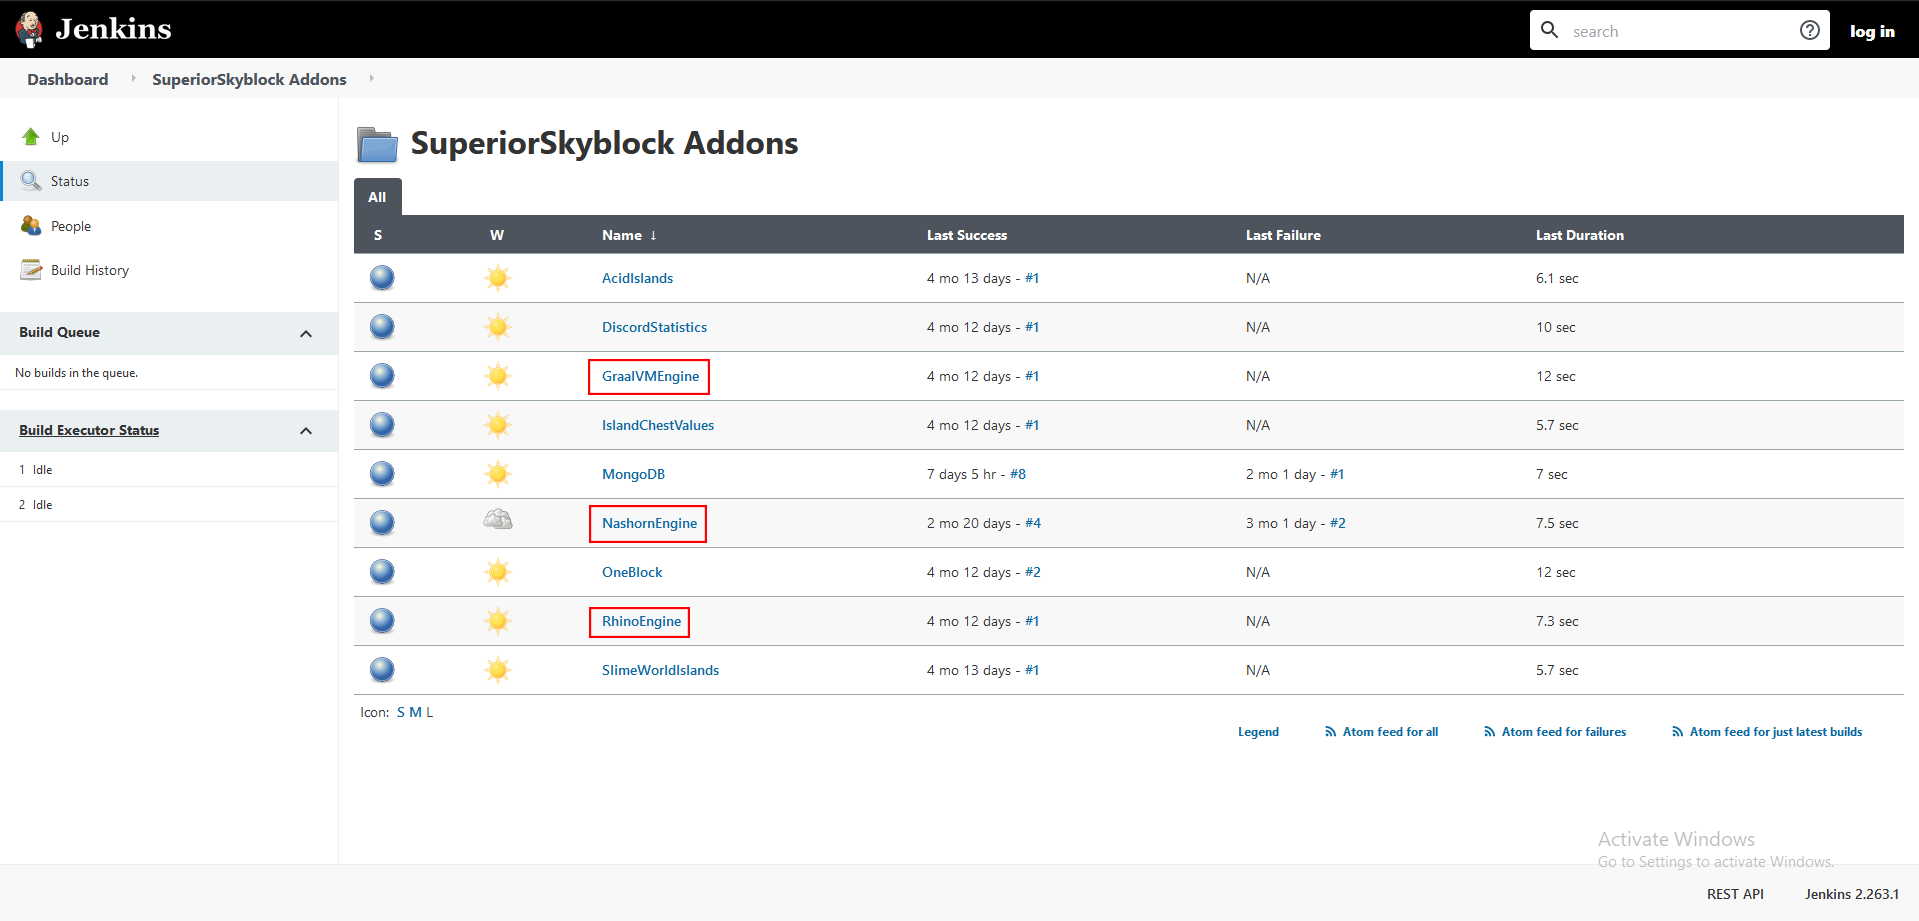 Jenkins
search
log in
Dashboard SuperiorSkyblock Addons
Up
Status
People
Build History
Build Queue
No builds in the queue.
Build Executor Status
1 Idle
2 Idle
SuperiorSkyblock Addons
All
S W Name ↓ Last Success Last Failure Last Duration
AcidIslands 4 mo 13 days - #1 N/A 6.1 sec
DiscordStatistics 4 mo 12 days - #1 N/A 10 sec
GraalVMEngine 4 mo 12 days - #1 N/A 12 sec
IslandChestValues 4 mo 12 days - #1 N/A 5.7 sec
MongoDB 7 days 5 hr - #8 2 mo 1 day - #1 7 sec
NashornEngine 2 mo 20 days - #4 3 mo 1 day - #2 7.5 sec
OneBlock 4 mo 12 days - #2 N/A 12 sec
RhinoEngine 4 mo 12 days - #1 N/A 7.3 sec
SlimeWorldIslands 4 mo 13 days - #1 N/A 5.7 sec
Icon: S M L
Legend Atom feed for all Atom feed for failures Atom feed for just latest builds
Activate Windows
Go to Settings to activate Windows.
REST API Jenkins 2.263.1